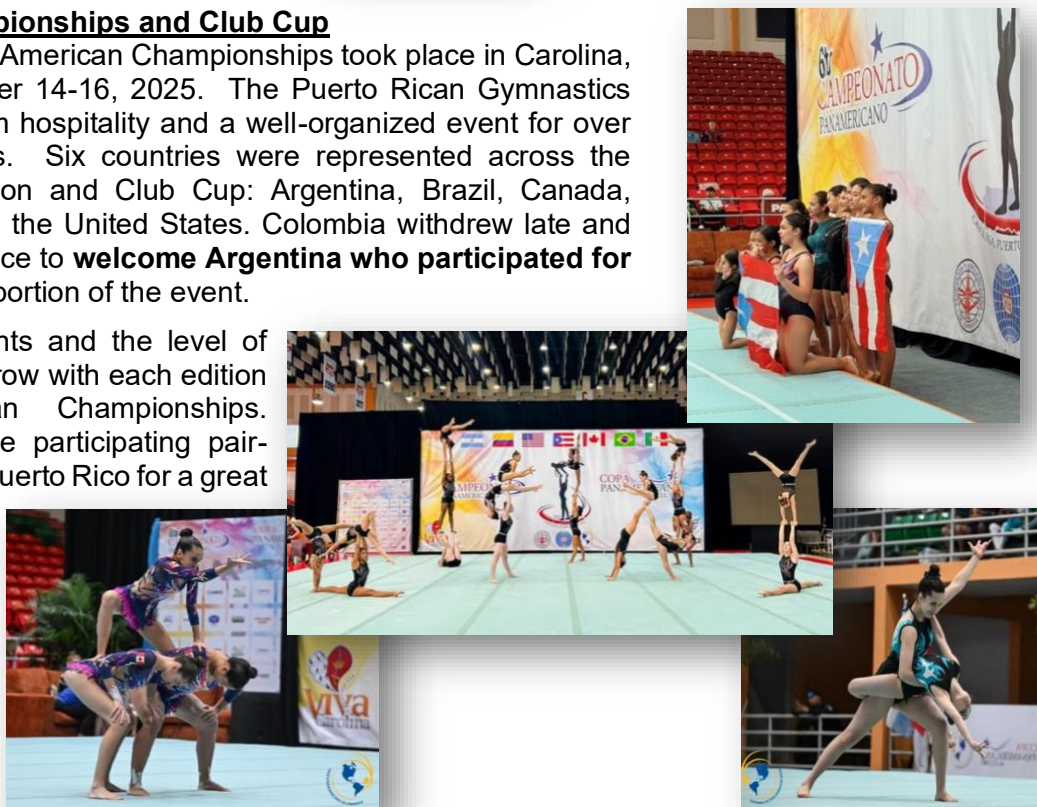 pionships and Club Cup
American Championships took place in Carolina,
er 14-16, 2025. The Puerto Rican Gymnastics
n hospitality and a well-organized event for over
s. Six countries were represented across the
on and Club Cup: Argentina, Brazil, Canada,
the United States. Colombia withdrew late and
ce to welcome Argentina who participated for
portion of the event.
nts and the level of
row with each edition
an Championships.
e participating pair-
uerto Rico for a great
6to
CAMPEONATO
PANAMERICANO
COPA
viva
Carolina